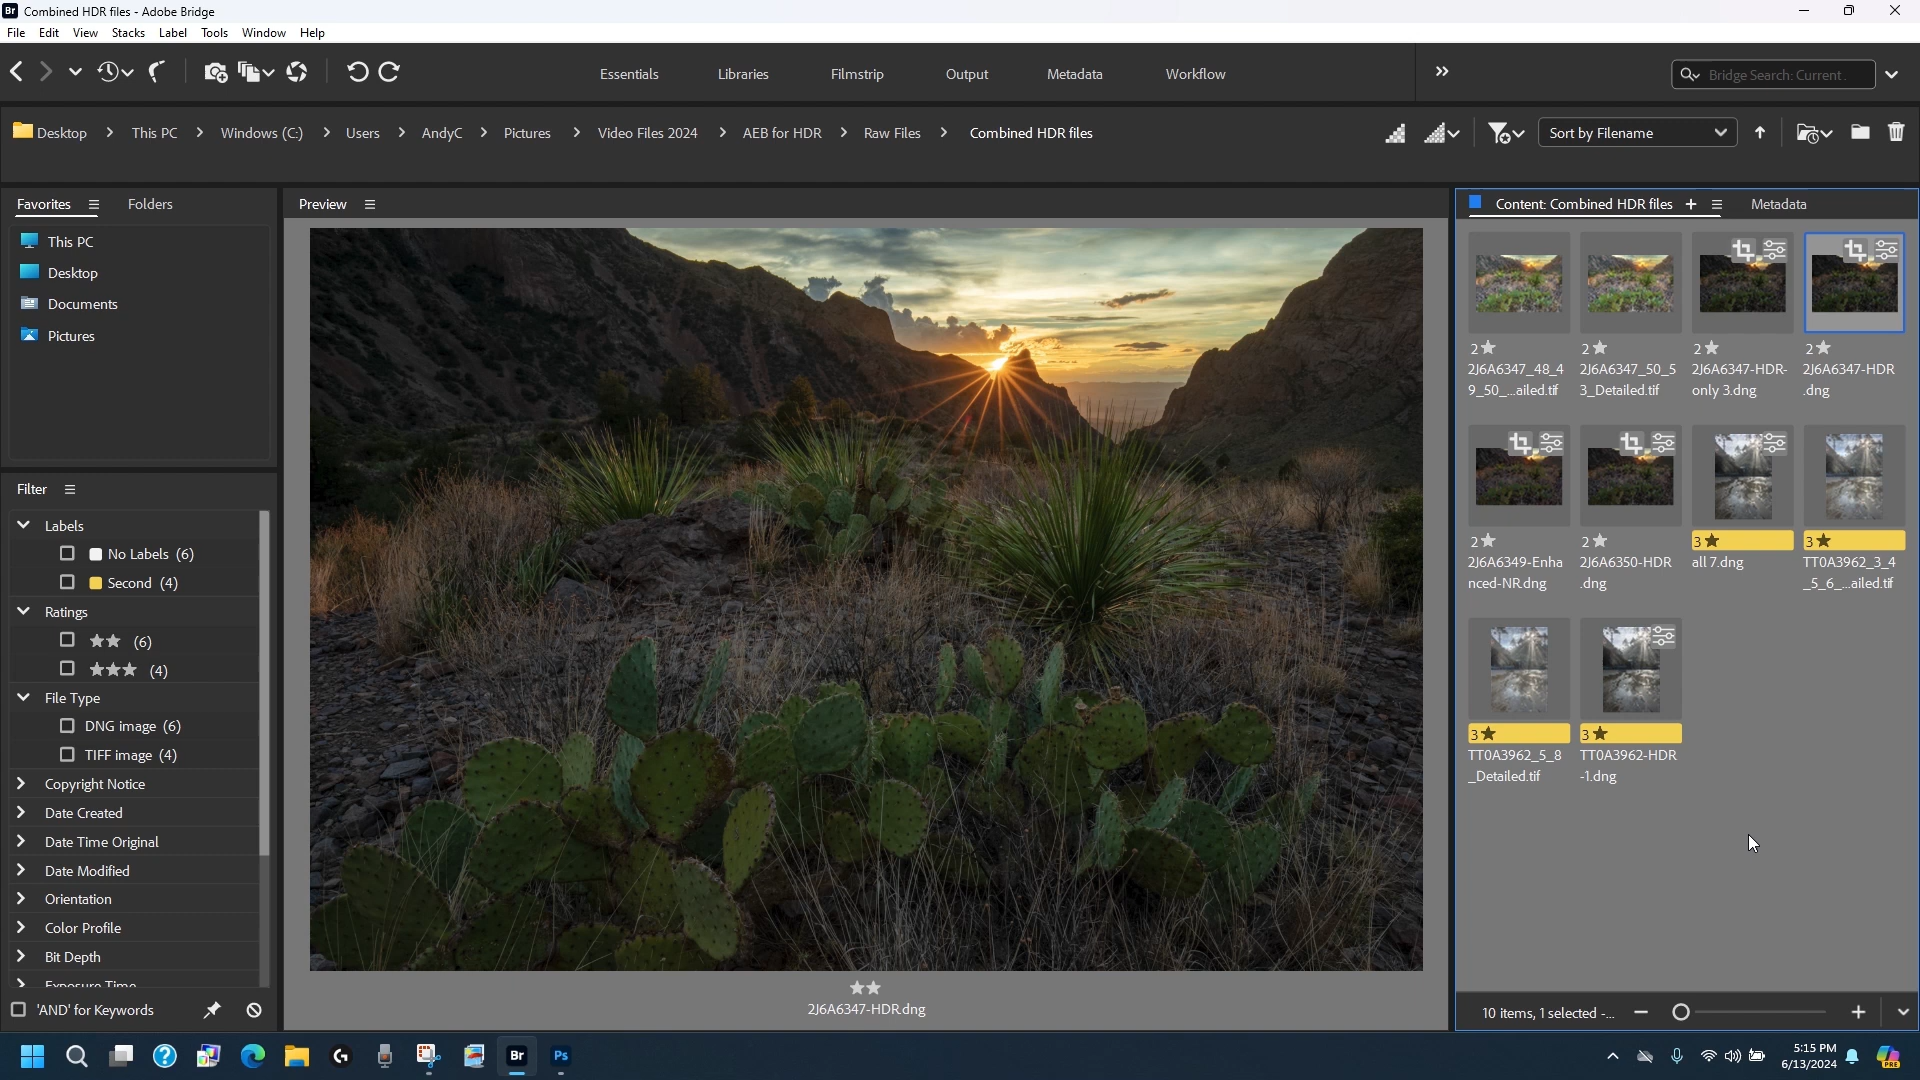 Br Combined HDR files - Adobe Bridge
File Edit View Stacks Label Tools Window Help
Essentials Libraries Filmstrip Output Metadata Workflow
Bridge Search: Current
Desktop This PC Windows (C:) Users AndyC Pictures Video Files 2024 AEB for HDR Raw Files Combined HDR files
Sort by Filename
Favorites Folders
This PC
Desktop
Documents
Pictures
Filter
Labels
No Labels (6)
Second (4)
Ratings
(6)
(4)
File Type
DNG image (6)
TIFF image (4)
Copyright Notice
Date Created
Date Time Original
Date Modified
Orientation
Color Profile
Bit Depth
Exposure Time
'AND' for Keywords
Preview
2J6A6347-HDR.dng
Content: Combined HDR files Metadata
2 2 2 2
2J6A6347_48_4 2J6A6347_50_5 2J6A6347-HDR- 2J6A6347-HDR
9_50_...ailed.tif 3_Detailed.tif only 3.dng .dng
2 2 3 3
2J6A6349-Enha 2J6A6350-HDR all 7.dng TT0A3962_3_4
nced-NR.dng .dng _5_6_...ailed.tif
3 3
TT0A3962_5_8 TT0A3962-HDR
_Detailed.tif -1.dng
10 items, 1 selected -...
Br Ps
5:15 PM
6/13/2024
PRE